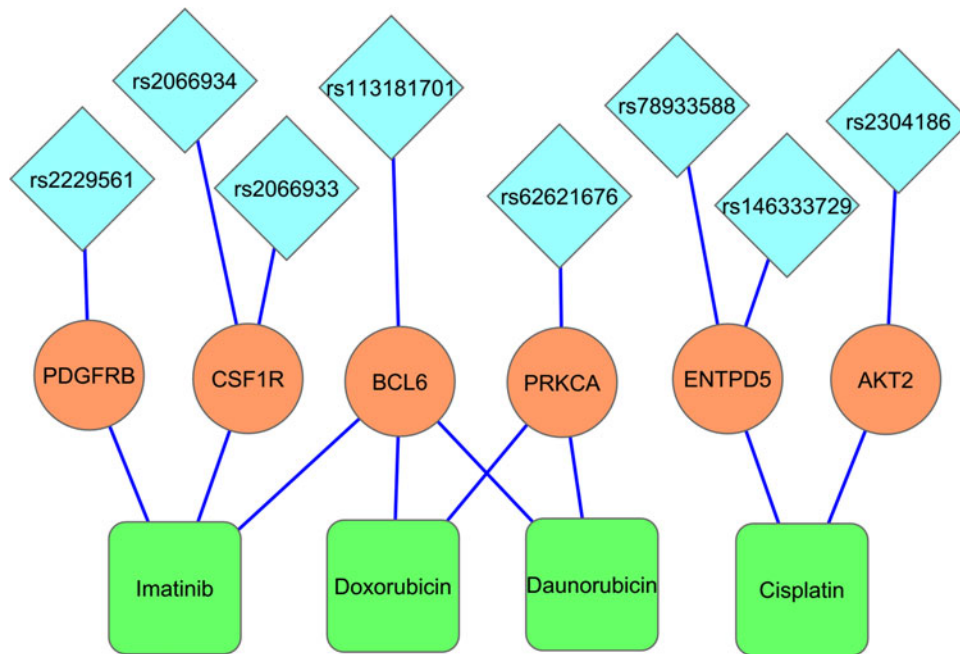 rs2066934
rs113181701
rs78933588
rs2304186
rs2229561
rs2066933
rs62621676
rs146333729
PDGFRB
CSF1R
BCL6
PRKCA
ENTPD5
AKT2
Imatinib
Doxorubicin
Daunorubicin
Cisplatin